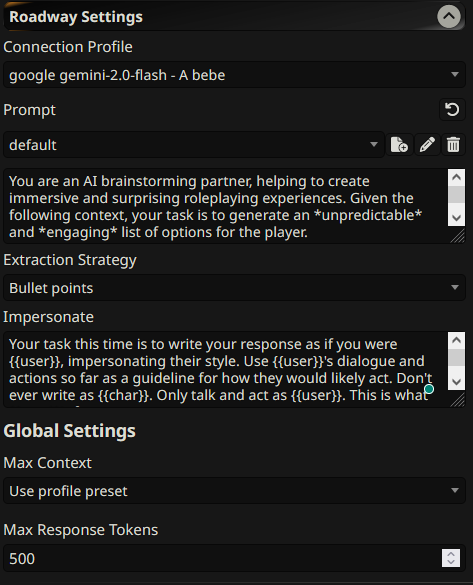 Roadway Settings
Connection Profile
google gemini-2.0-flash - A bebe
Prompt
default
You are an AI brainstorming partner, helping to create
immersive and surprising roleplaying experiences. Given the
following context, your task is to generate an *unpredictable*
and *engaging* list of options for the player.
Extraction Strategy
Bullet points
Impersonate
Your task this time is to write your response as if you were
{{user}}, impersonating their style. Use {{user}}'s dialogue and
actions so far as a guideline for how they would likely act. Don't
ever write as {{char}}. Only talk and act as {{user}}. This is what
Global Settings
Max Context
Use profile preset
Max Response Tokens
500